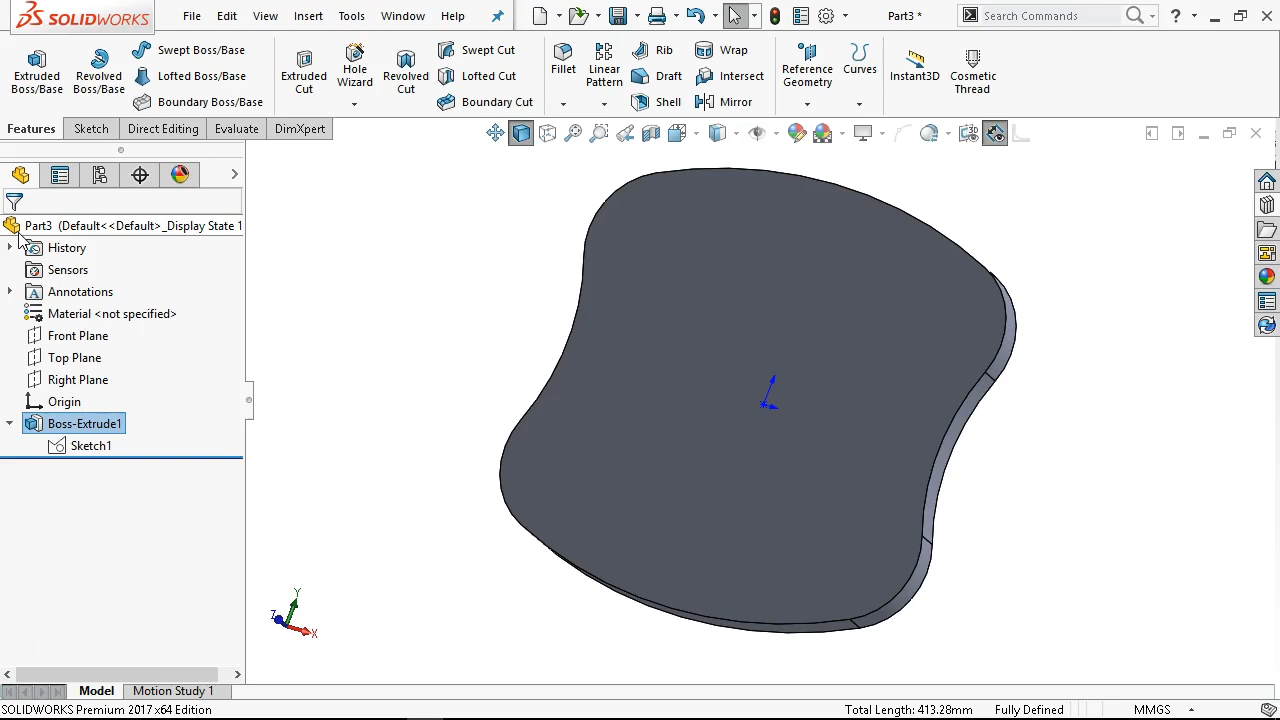 SOLIDWORKS File Edit View Insert Tools Window Help Part3 * Search Commands
Extruded Boss/Base
Revolved Boss/Base
Swept Boss/Base
Lofted Boss/Base
Boundary Boss/Base
Extruded Cut
Hole Wizard
Revolved Cut
Swept Cut
Lofted Cut
Boundary Cut
Fillet
Linear Pattern
Rib
Draft
Shell
Wrap
Intersect
Mirror
Reference Geometry
Curves
Instant3D
Cosmetic Thread
Features Sketch Direct Editing Evaluate DimXpert
Part3 (Default<<Default>_Display State 1
History
Sensors
Annotations
Material <not specified>
Front Plane
Top Plane
Right Plane
Origin
Boss-Extrude1
Sketch1
Y
Z
X
Model Motion Study 1
SOLIDWORKS Premium 2017 x64 Edition Total Length: 413.28mm Fully Defined MMGS